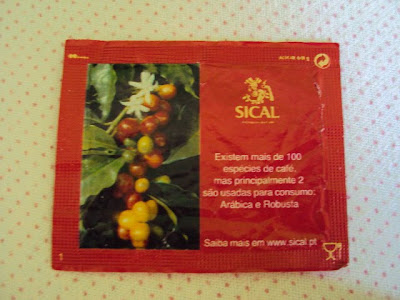 SICAL
Existem mais de 100
espécies de café,
mas principalmente 2
são usadas para consumo:
Arábica e Robusta
Saiba mais em www.sical.pt
1